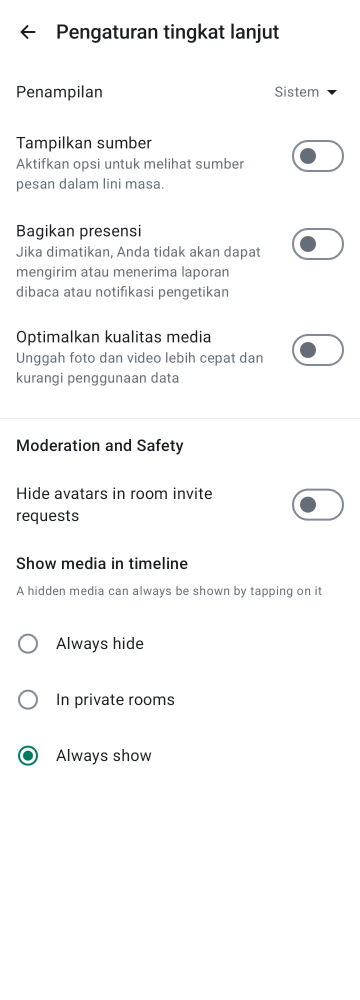 Pengaturan tingkat lanjut
Penampilan
Sistem
Tampilkan sumber
Aktifkan opsi untuk melihat sumber
pesan dalam lini masa.
Bagikan presensi
Jika dimatikan, Anda tidak akan dapat
mengirim atau menerima laporan
dibaca atau notifikasi pengetikan
Optimalkan kualitas media
Unggah foto dan video lebih cepat dan
kurangi penggunaan data
Moderation and Safety
Hide avatars in room invite
requests
Show media in timeline
A hidden media can always be shown by tapping on it
Always hide
In private rooms
Always show